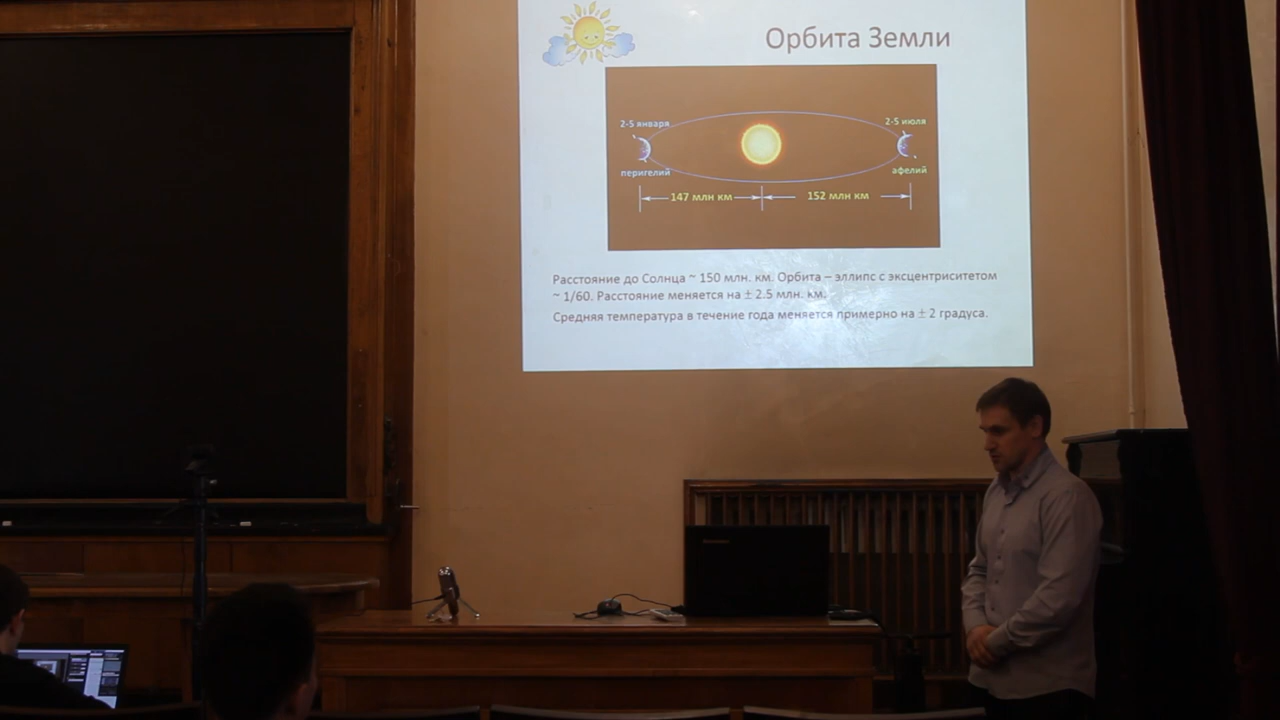 Орбита Земли
2-5 января
2-5 июля
перигелий
афелий
147 млн км
152 млн км
Расстояние до Солнца ~ 150 млн. км. Орбита – эллипс с эксцентриситетом
~ 1/60. Расстояние меняется на ± 2.5 млн. км.
Средняя температура в течение года меняется примерно на ± 2 градуса.